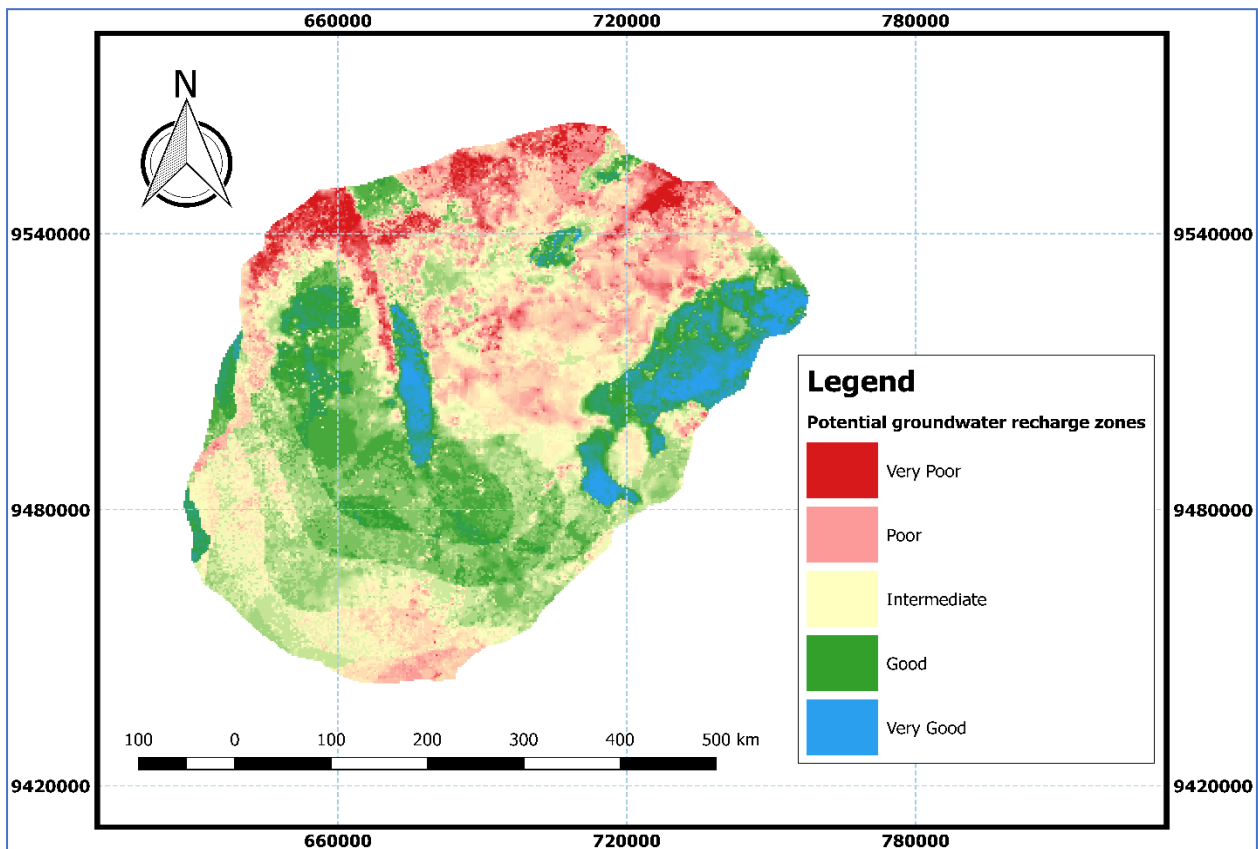 660000 720000 780000
N
9540000 9540000
Legend
Potential groundwater recharge zones
Very Poor
Poor
9480000 9480000
Intermediate
Good
Very Good
100 0 100 200 300 400 500 km
9420000 9420000
660000 720000 780000